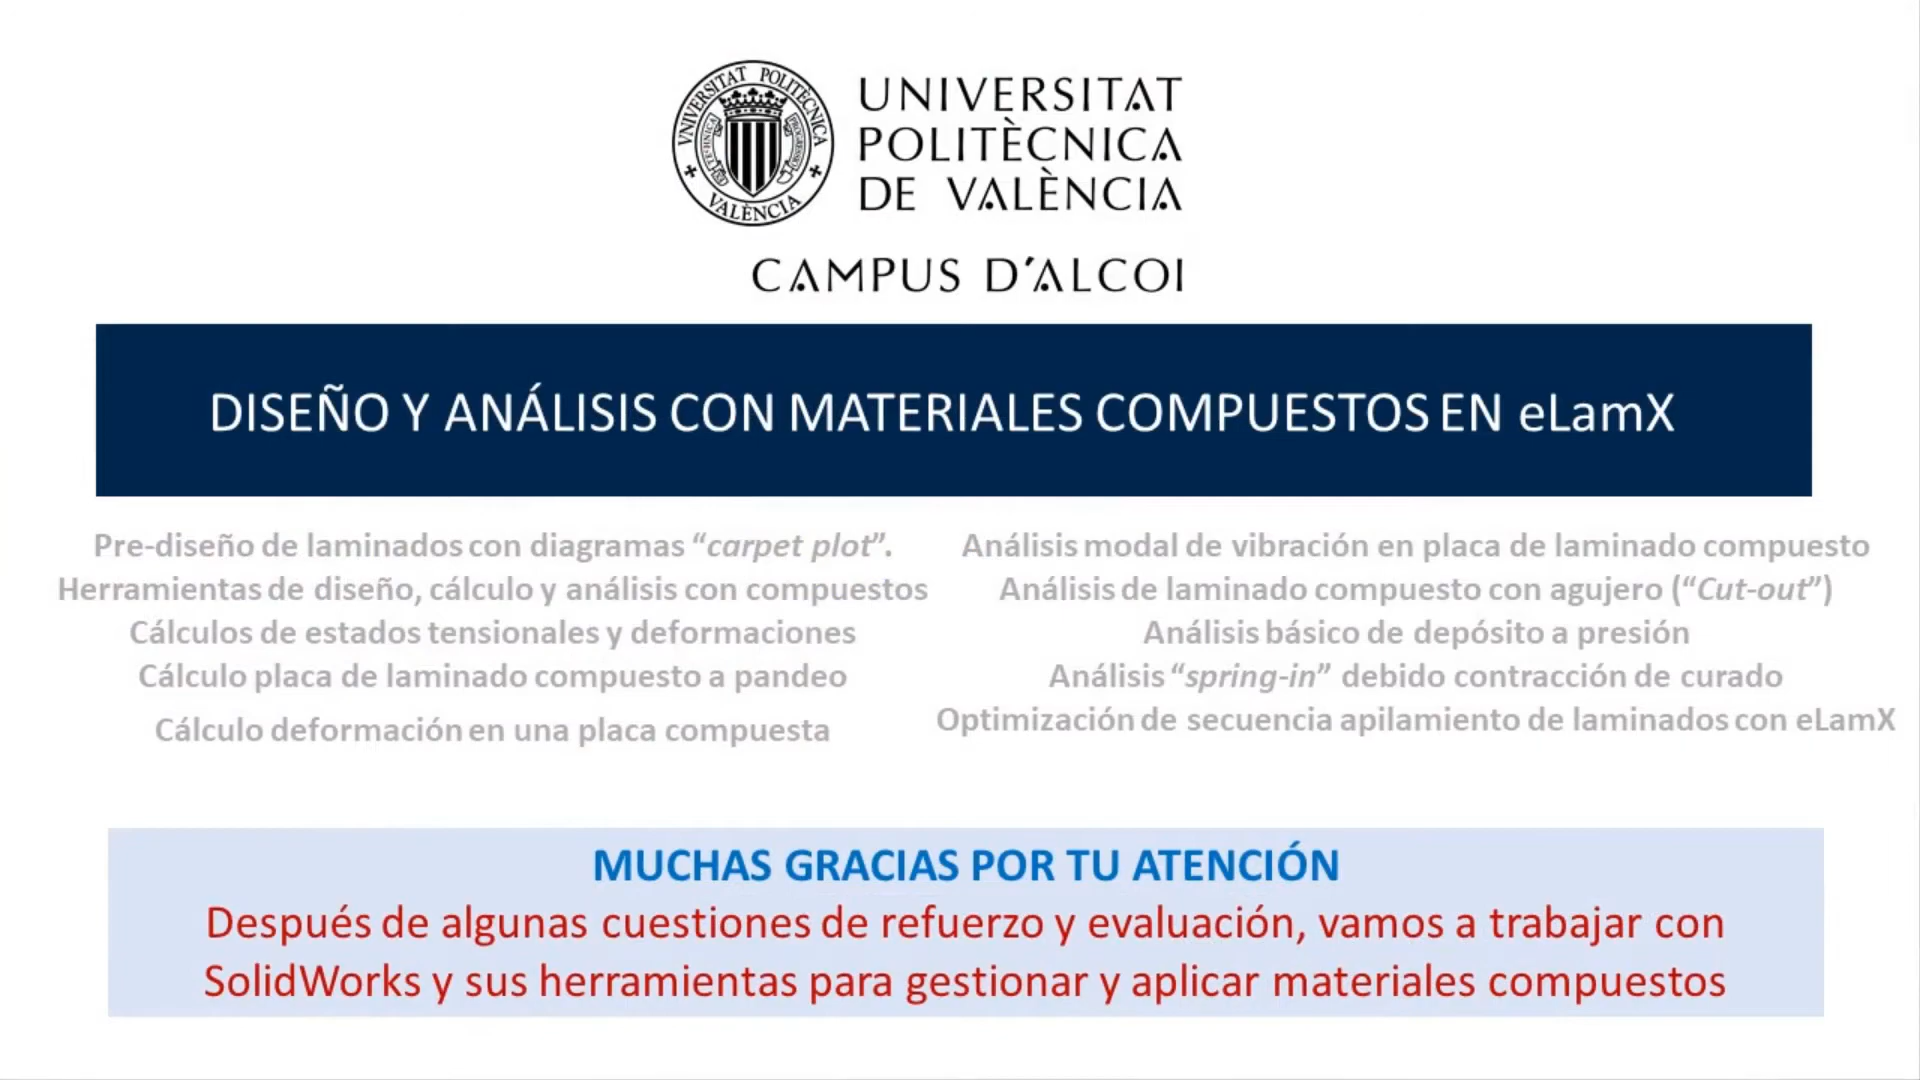 VNIVERSITAT POLITECNICA
VALÈNCIA
UNIVERSITAT
POLITÈCNICA
DE VALÈNCIA
CAMPUS D'ALCOI
DISEÑO Y ANÁLISIS CON MATERIALES COMPUESTOS EN eLamX
Pre-diseño de laminados con diagramas “carpet plot”.
Herramientas de diseño, cálculo y análisis con compuestos
Cálculos de estados tensionales y deformaciones
Cálculo placa de laminado compuesto a pandeo
Cálculo deformación en una placa compuesta
Análisis modal de vibración en placa de laminado compuesto
Análisis de laminado compuesto con agujero (“Cut-out”)
Análisis básico de depósito a presión
Análisis “spring-in” debido contracción de curado
Optimización de secuencia apilamiento de laminados con eLamX
MUCHAS GRACIAS POR TU ATENCIÓN
Después de algunas cuestiones de refuerzo y evaluación, vamos a trabajar con
SolidWorks y sus herramientas para gestionar y aplicar materiales compuestos